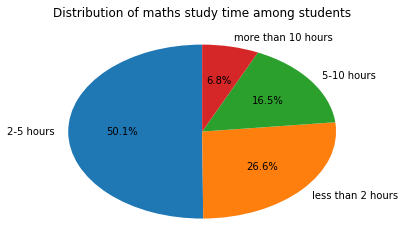 Distribution of maths study time among students
more than 10 hours
6.8%
5-10 hours
16.5%
2-5 hours
50.1%
26.6%
less than 2 hours